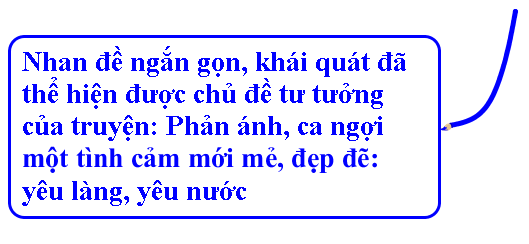 Nhan đề ngắn gọn, khái quát đã
thể hiện được chủ đề tư tưởng
của truyện: Phản ánh, ca ngợi
một tình cảm mới mẻ, đẹp đẽ:
yêu làng, yêu nước